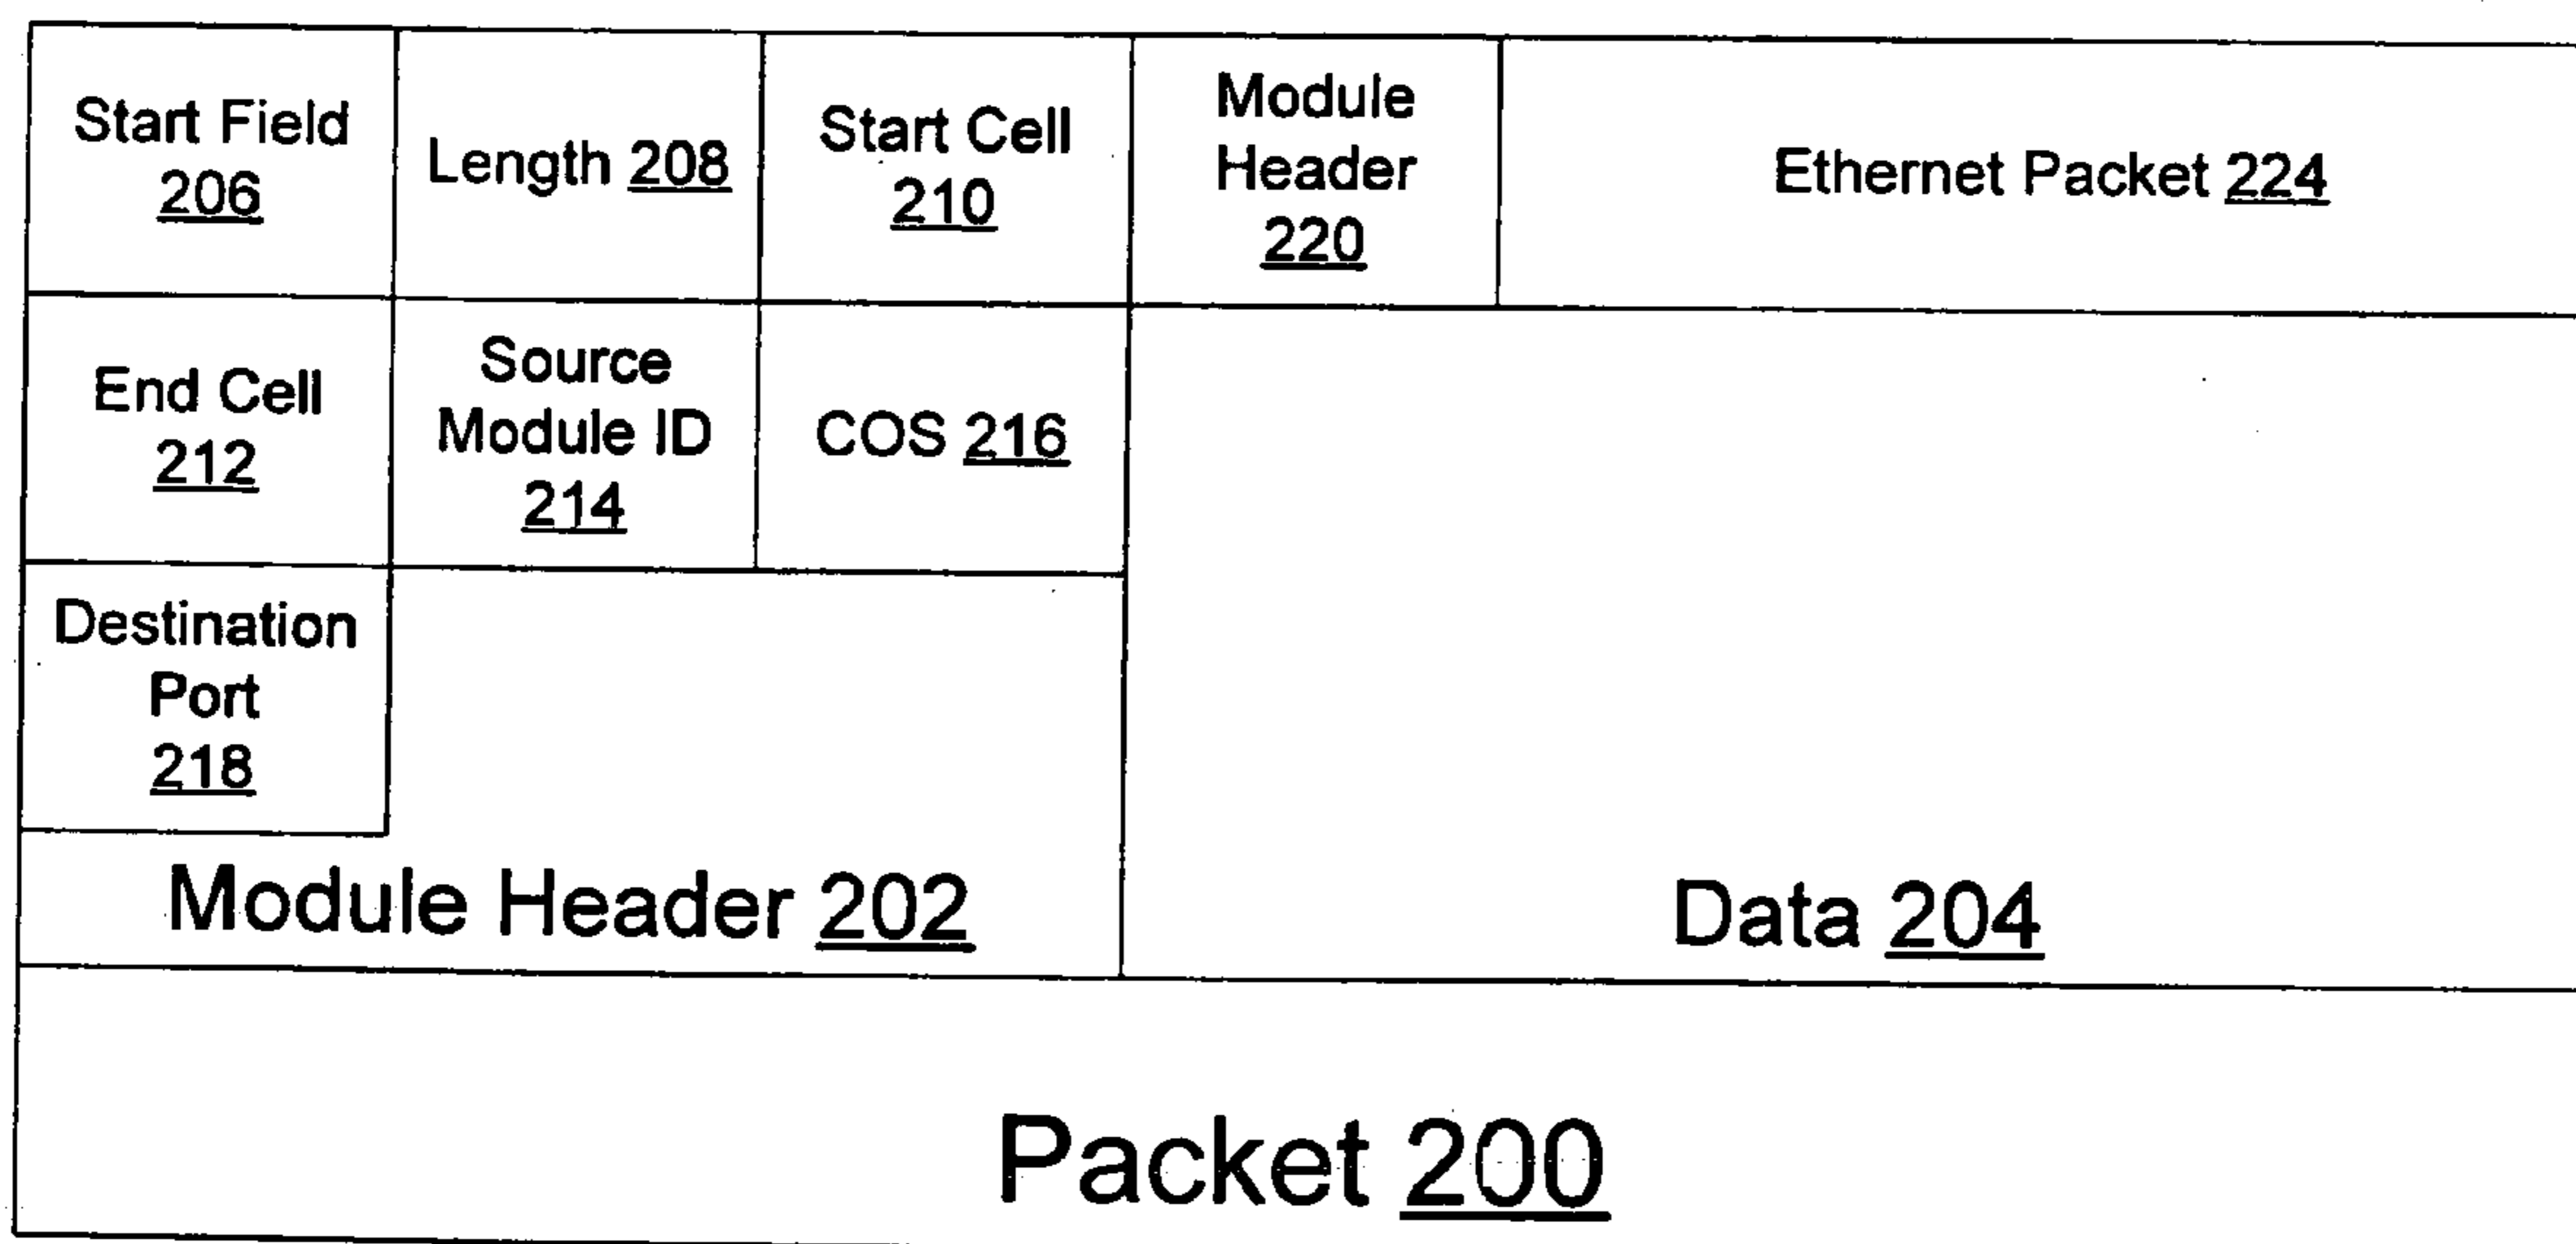 Start Field
206
Length 208
Start Cell
210
Module
Header
220
Ethernet Packet 224
End Cell
212
Source
Module ID
214
COS 216
Destination
Port
218
Module Header 202
Data 204
Packet 200